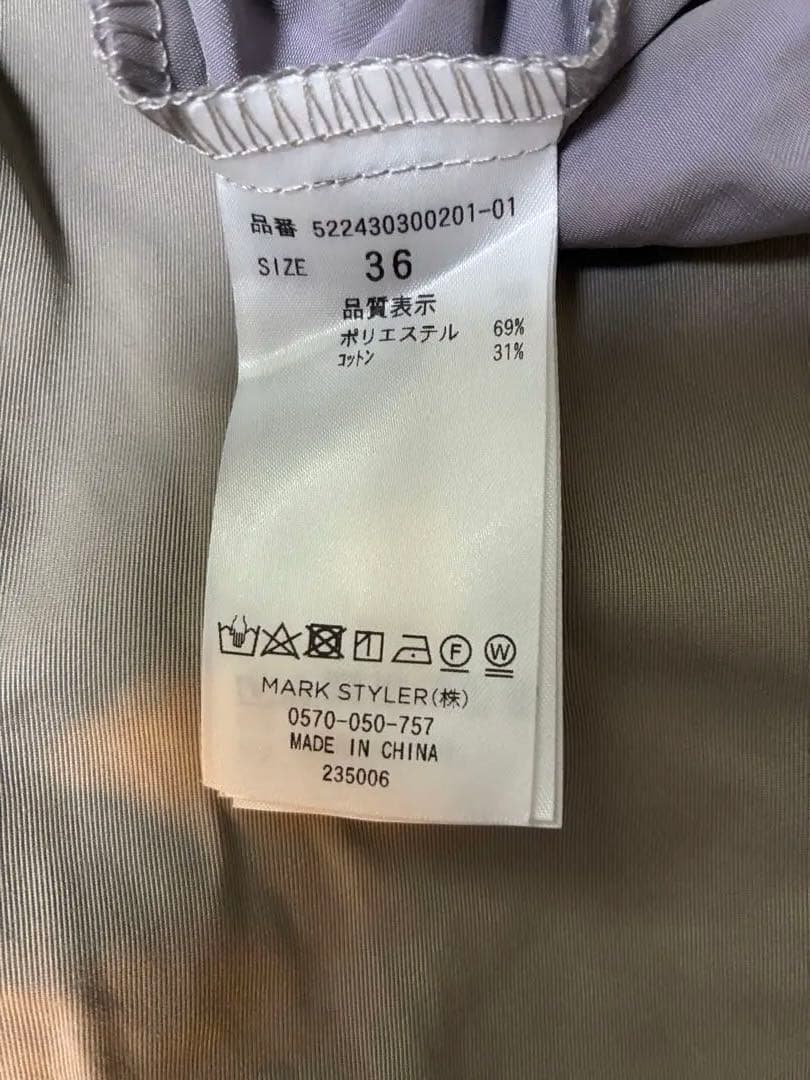 品番 522430300201-01
SIZE 36
品質表示
ポリエステル 69%
コットン 31%
F W
MARK STYLER(株)
0570-050-757
MADE IN CHINA
235006